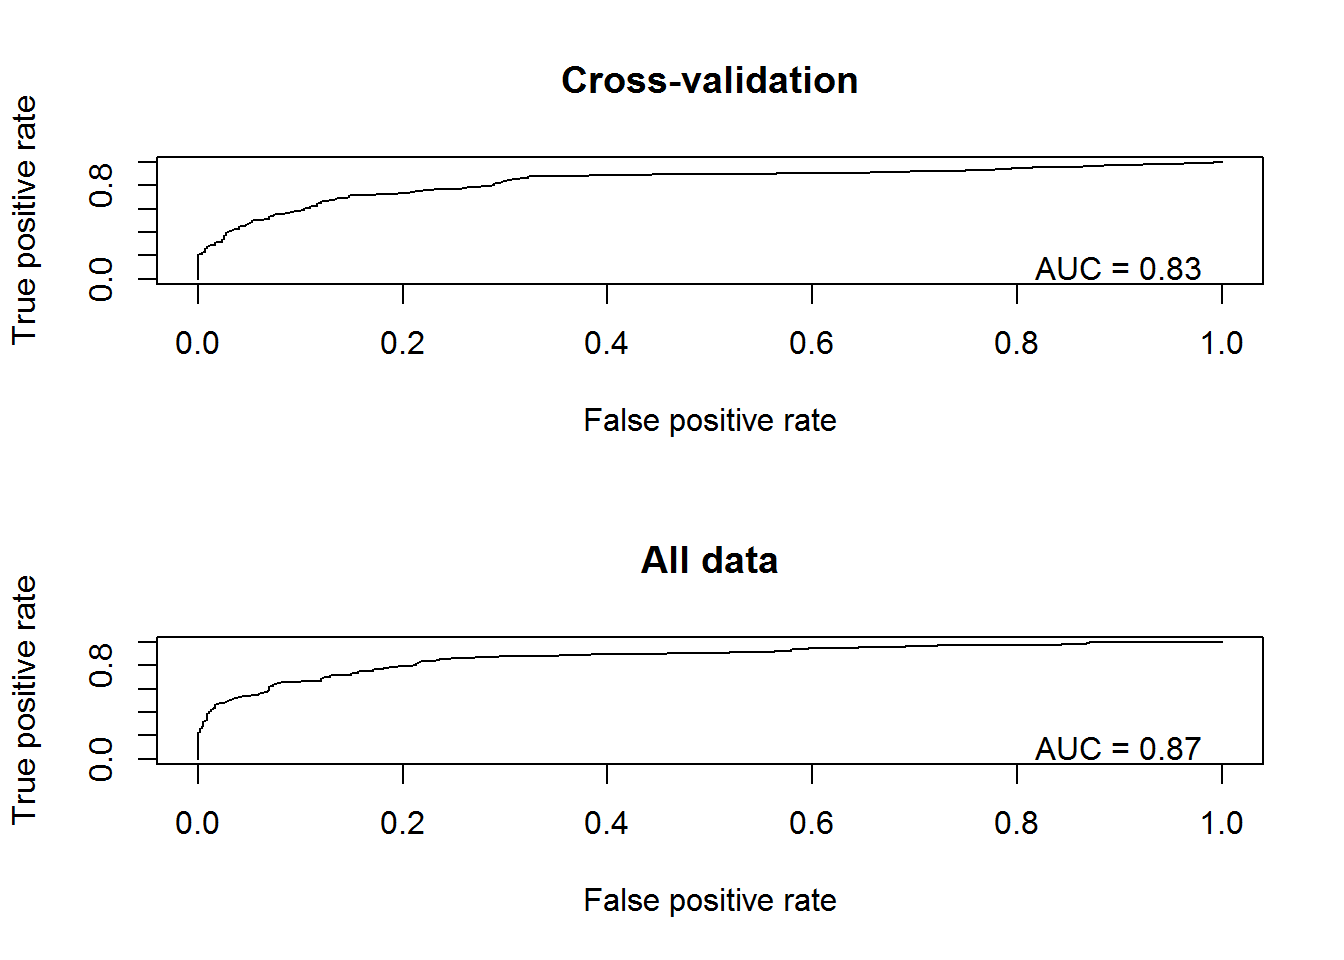 Cross-validation
True positive rate
0.8
0.0
AUC = 0.83
0.0 0.2 0.4 0.6 0.8 1.0
False positive rate
All data
True positive rate
0.8
0.0
AUC = 0.87
0.0 0.2 0.4 0.6 0.8 1.0
False positive rate